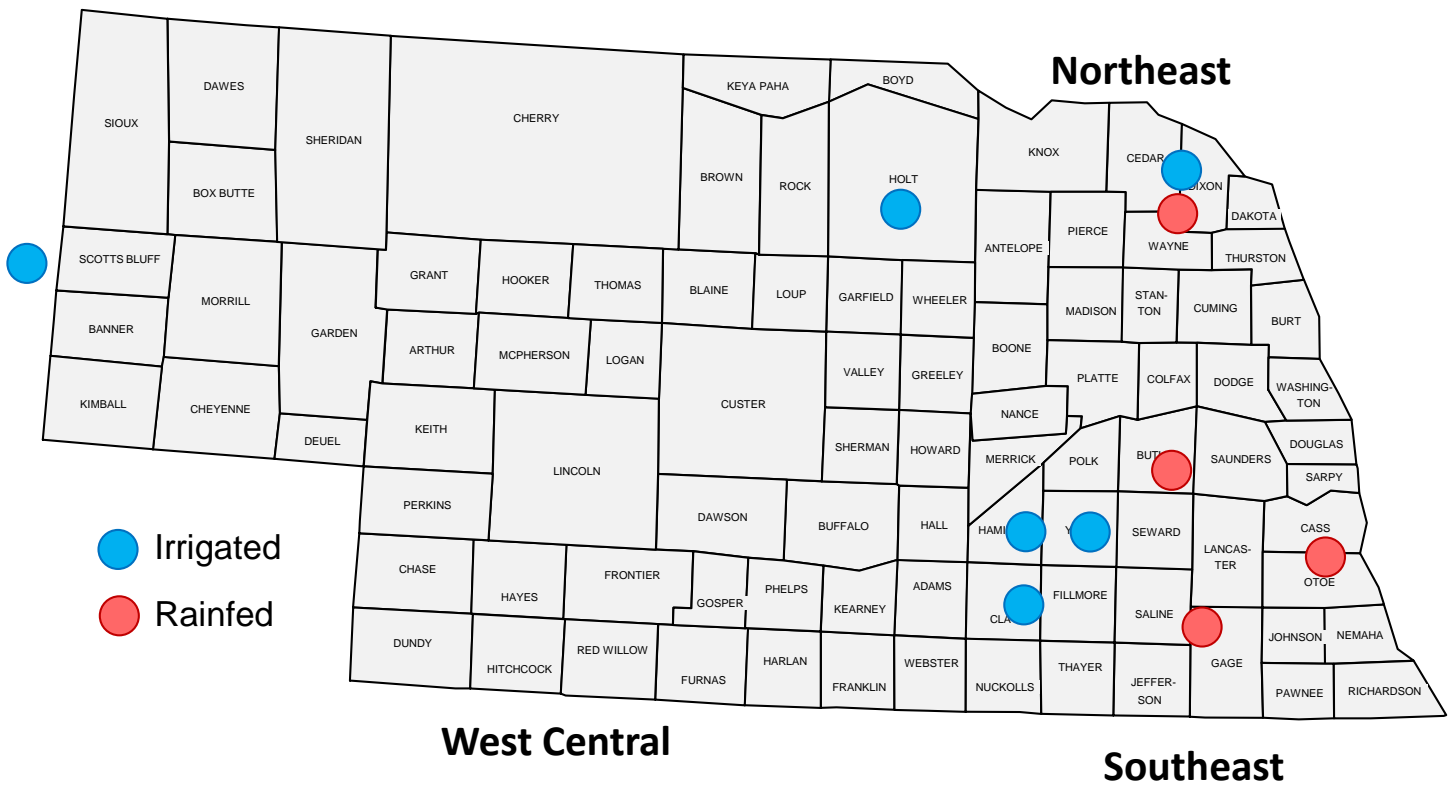 Northeast
DAWES
KEYA PAHA
BOYD
SIOUX
CHERRY
SHERIDAN
KNOX
CEDAR
BROWN
ROCK
HOLT
DIXON
BOX BUTTE
DAKOTA
PIERCE
ANTELOPE
WAYNE
SCOTTS BLUFF
THURSTON
GRANT
HOOKER
THOMAS
BLAINE
LOUP
GARFIELD
WHEELER
MORRILL
STAN-
TON
MADISON
CUMING
BURT
BANNER
GARDEN
ARTHUR
MCPHERSON
LOGAN
BOONE
VALLEY
GREELEY
PLATTE
COLFAX
DODGE
WASHING-
TON
KIMBALL
CHEYENNE
CUSTER
NANCE
KEITH
DEUEL
SHERMAN
HOWARD
MERRICK
POLK
SAUNDERS
DOUGLAS
LINCOLN
SARPY
PERKINS
DAWSON
BUFFALO
HALL
SEWARD
CASS
LANCAS-
TER
Irrigated
CHASE
HAYES
FRONTIER
GOSPER
PHELPS
KEARNEY
ADAMS
FILLMORE
SALINE
OTOE
Rainfed
DUNDY
HITCHCOCK
RED WILLOW
FURNAS
HARLAN
FRANKLIN
WEBSTER
NUCKOLLS
THAYER
JEFFER-
SON
GAGE
JOHNSON
NEMAHA
PAWNEE
RICHARDSON
West Central
Southeast